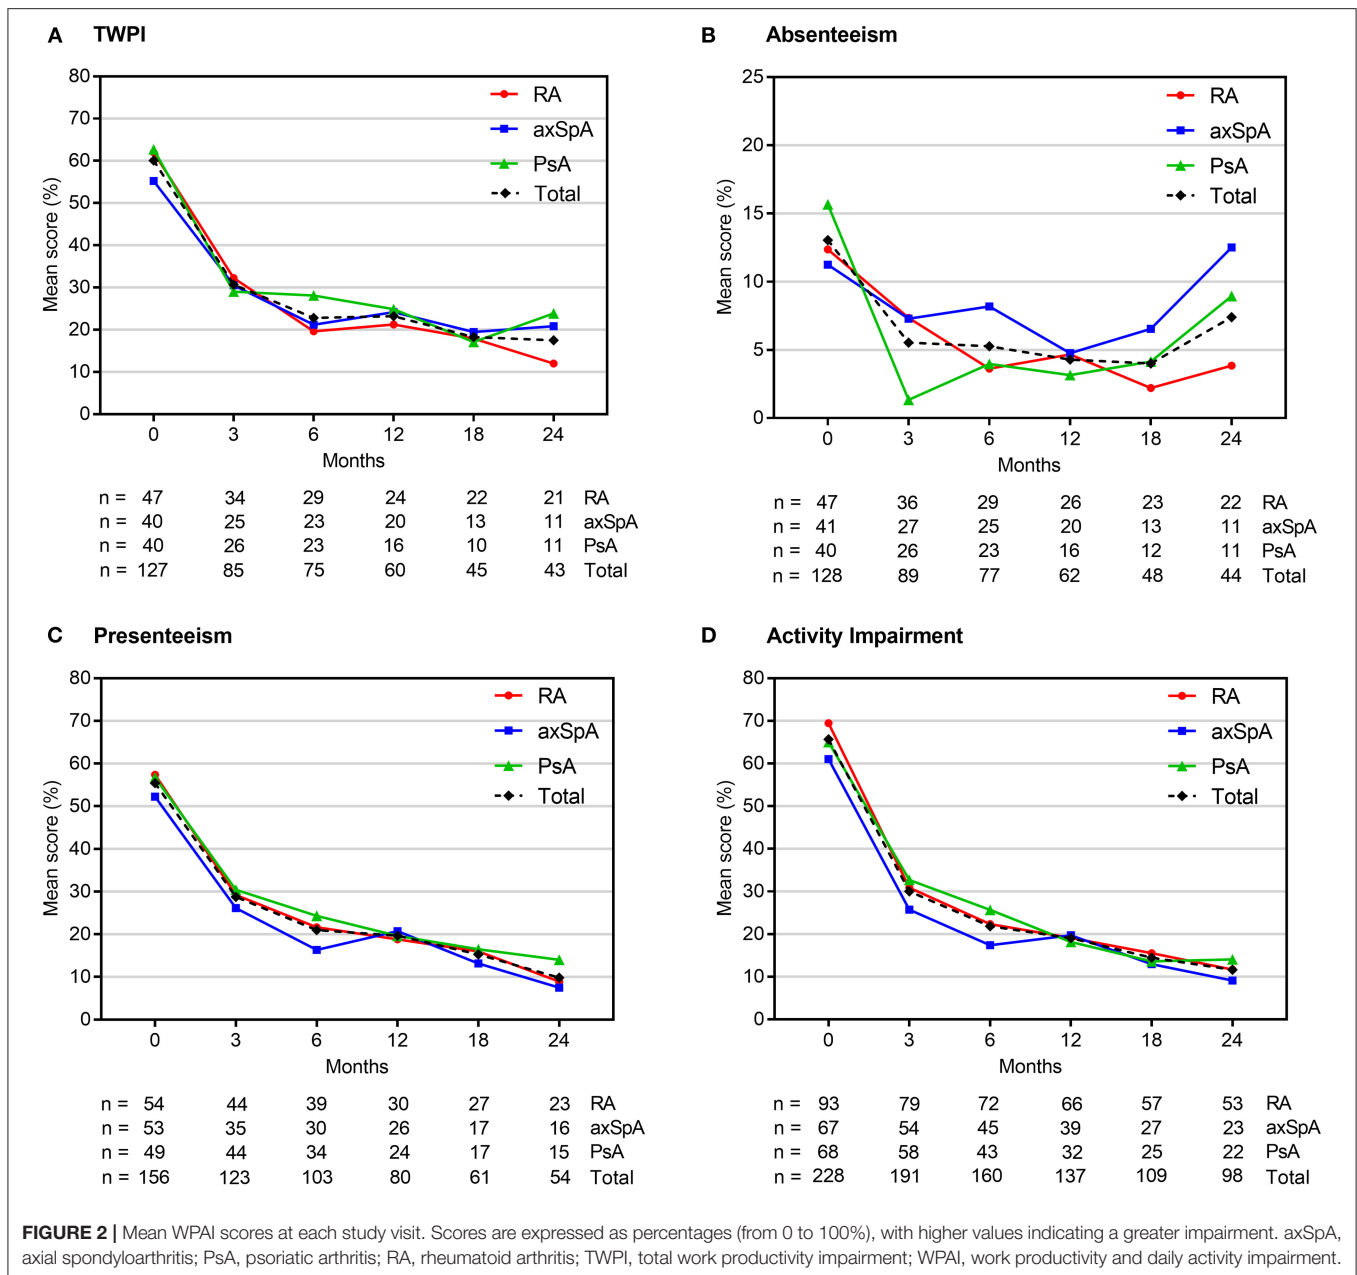 A TWPI
80
70
60
50
40
30
20
10
0
Mean score (%)
RA
axSpA
PsA
Total
0 3 6 12 18 24
Months
n = 47 34 29 24 22 21 RA
n = 40 25 23 20 13 11 axSpA
n = 40 26 23 16 10 11 PsA
n = 127 85 75 60 45 43 Total
B Absenteeism
25
20
15
10
5
0
Mean score (%)
RA
axSpA
PsA
Total
0 3 6 12 18 24
Months
n = 47 36 29 26 23 22 RA
n = 41 27 25 20 13 11 axSpA
n = 40 26 23 16 12 11 PsA
n = 128 89 77 62 48 44 Total
C Presenteeism
80
70
60
50
40
30
20
10
0
Mean score (%)
RA
axSpA
PsA
Total
0 3 6 12 18 24
Months
n = 54 44 39 30 27 23 RA
n = 53 35 30 26 17 16 axSpA
n = 49 44 34 24 17 15 PsA
n = 156 123 103 80 61 54 Total
D Activity Impairment
80
70
60
50
40
30
20
10
0
Mean score (%)
RA
axSpA
PsA
Total
0 3 6 12 18 24
Months
n = 93 79 72 66 57 53 RA
n = 67 54 45 39 27 23 axSpA
n = 68 58 43 32 25 22 PsA
n = 228 191 160 137 109 98 Total
FIGURE 2 | Mean WPAI scores at each study visit. Scores are expressed as percentages (from 0 to 100%), with higher values indicating a greater impairment. axSpA,
axial spondyloarthritis; PsA, psoriatic arthritis; RA, rheumatoid arthritis; TWPI, total work productivity impairment; WPAI, work productivity and daily activity impairment.